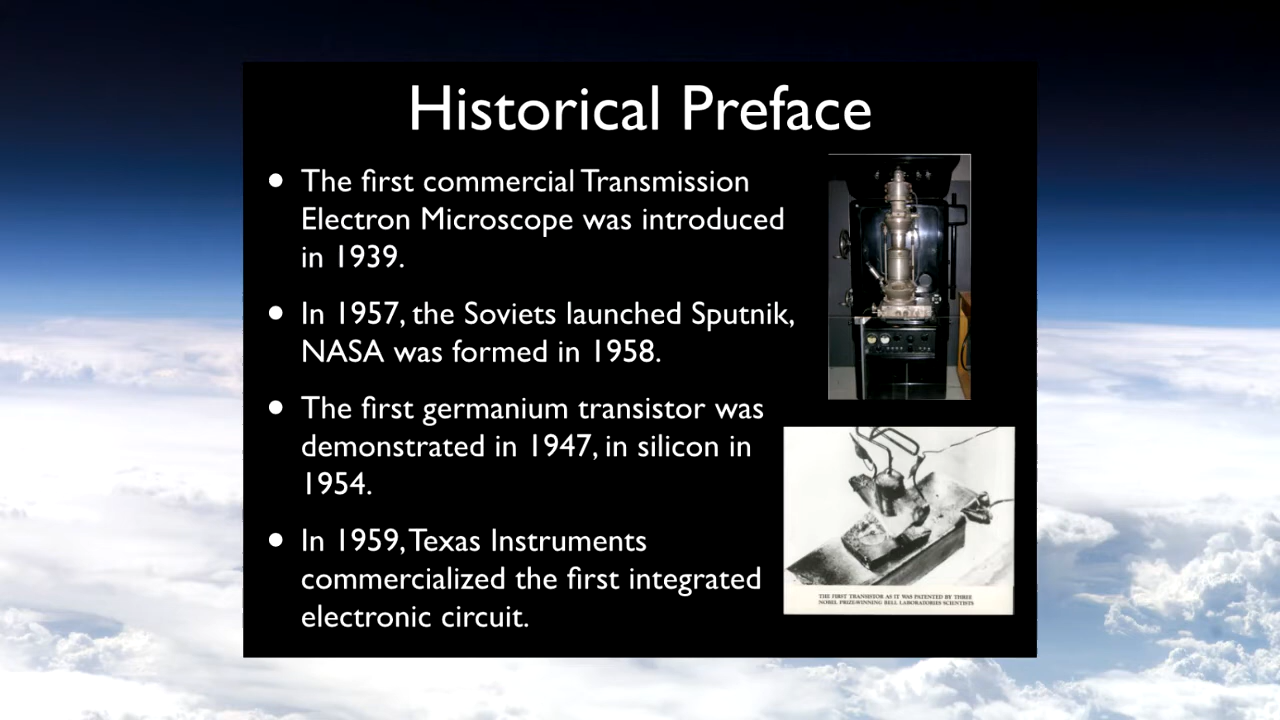 Historical Preface
• The first commercial Transmission
Electron Microscope was introduced
in 1939.
• In 1957, the Soviets launched Sputnik,
NASA was formed in 1958.
• The first germanium transistor was
demonstrated in 1947, in silicon in
1954.
• In 1959, Texas Instruments
commercialized the first integrated
electronic circuit.
THE FIRST TRANSISTOR AS IT WAS PATENTED BY THREE
NOBEL PRIZE-WINNING BELL LABORATORIES SCIENTISTS